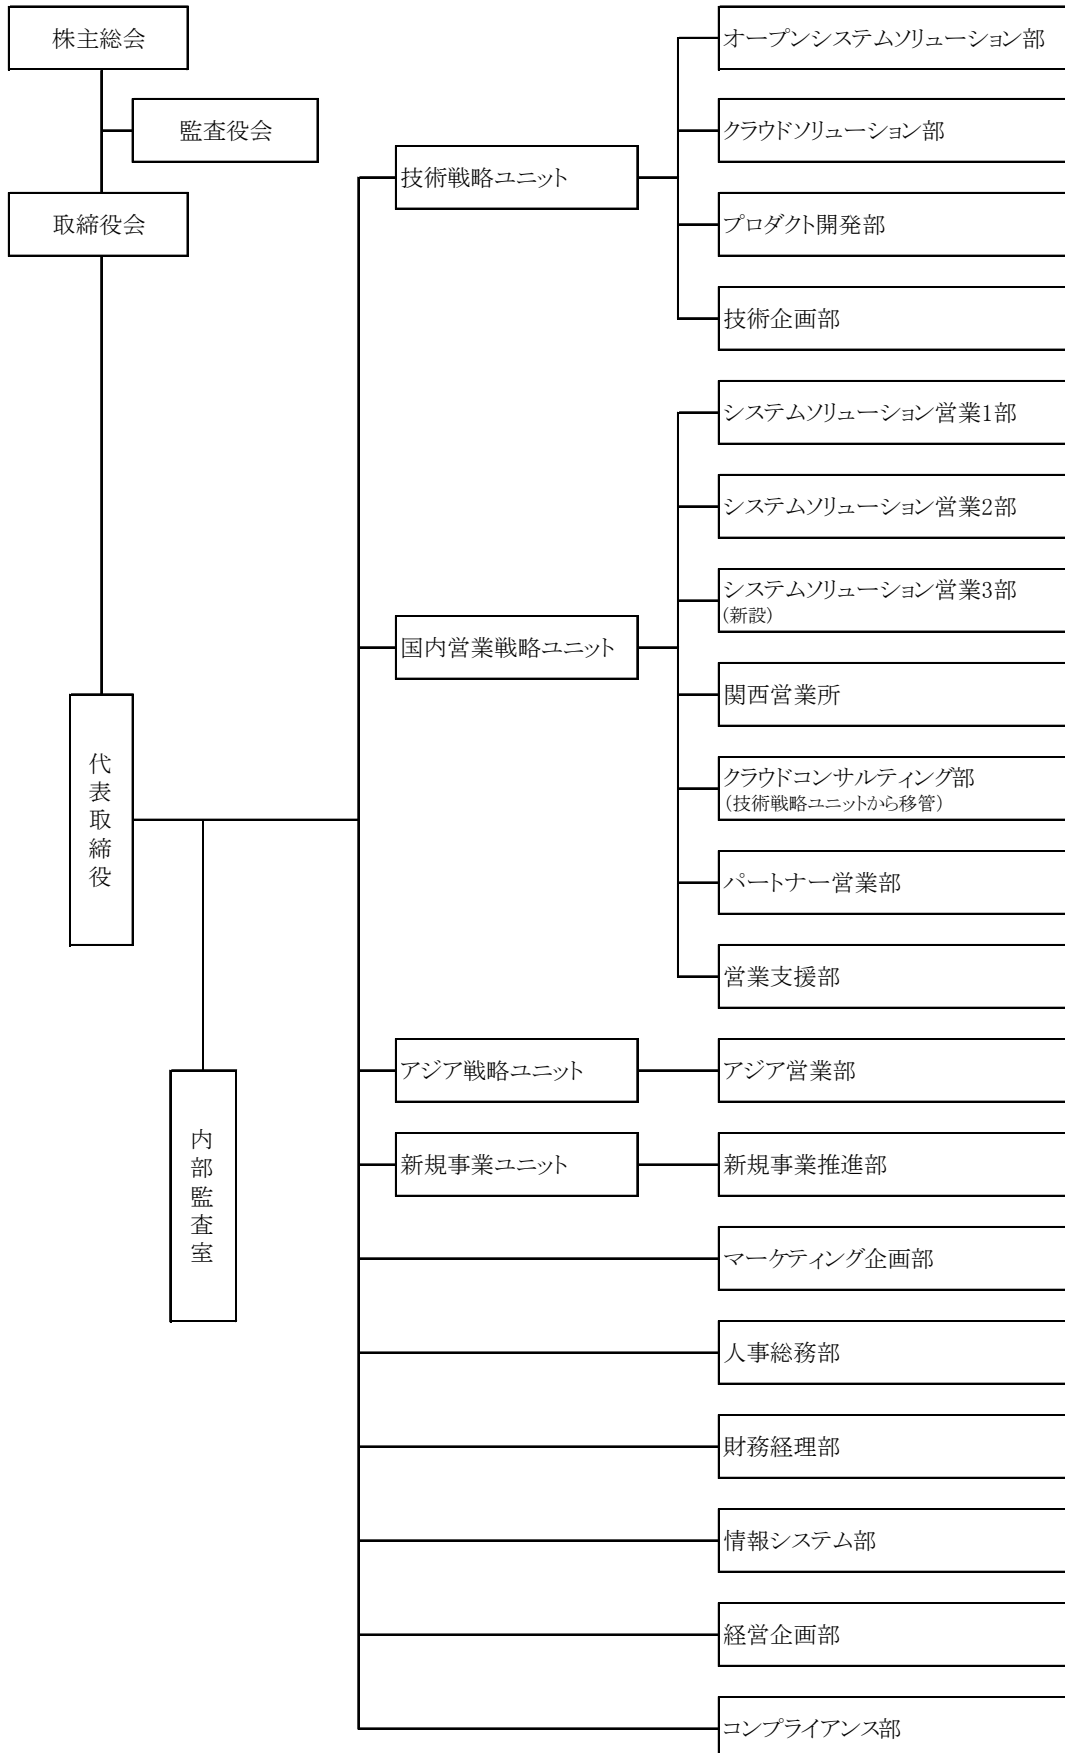 株主総会
監査役会
取締役会
代表取締役
内部監査室
技術戦略ユニット
オープンシステムソリューション部
クラウドソリューション部
プロダクト開発部
技術企画部
国内営業戦略ユニット
システムソリューション営業1部
システムソリューション営業2部
システムソリューション営業3部
(新設)
関西営業所
クラウドコンサルティング部
(技術戦略ユニットから移管)
パートナー営業部
営業支援部
アジア戦略ユニット
アジア営業部
新規事業ユニット
新規事業推進部
マーケティング企画部
人事総務部
財務経理部
情報システム部
経営企画部
コンプライアンス部